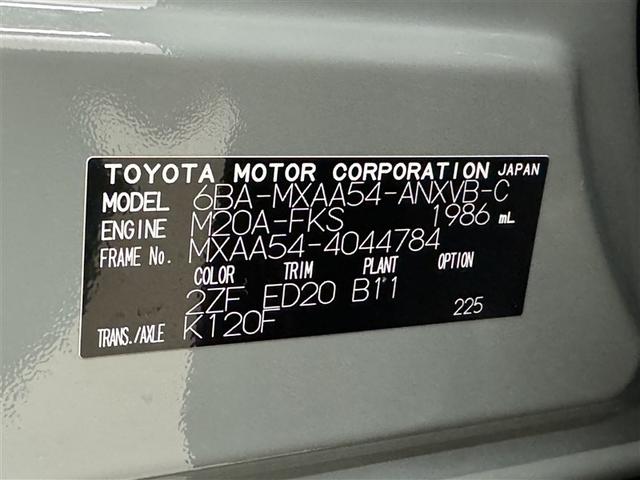 TOYOTA MOTOR CORPORATION JAPAN
MODEL 6BA-MXAA54-ANXVB-C
ENGINE M20A-FKS 1986 mL
FRAME No. MXAA54-4044784
COLOR TRIM PLANT OPTION
2ZF ED20 B11
TRANS./AXLE K120F 225